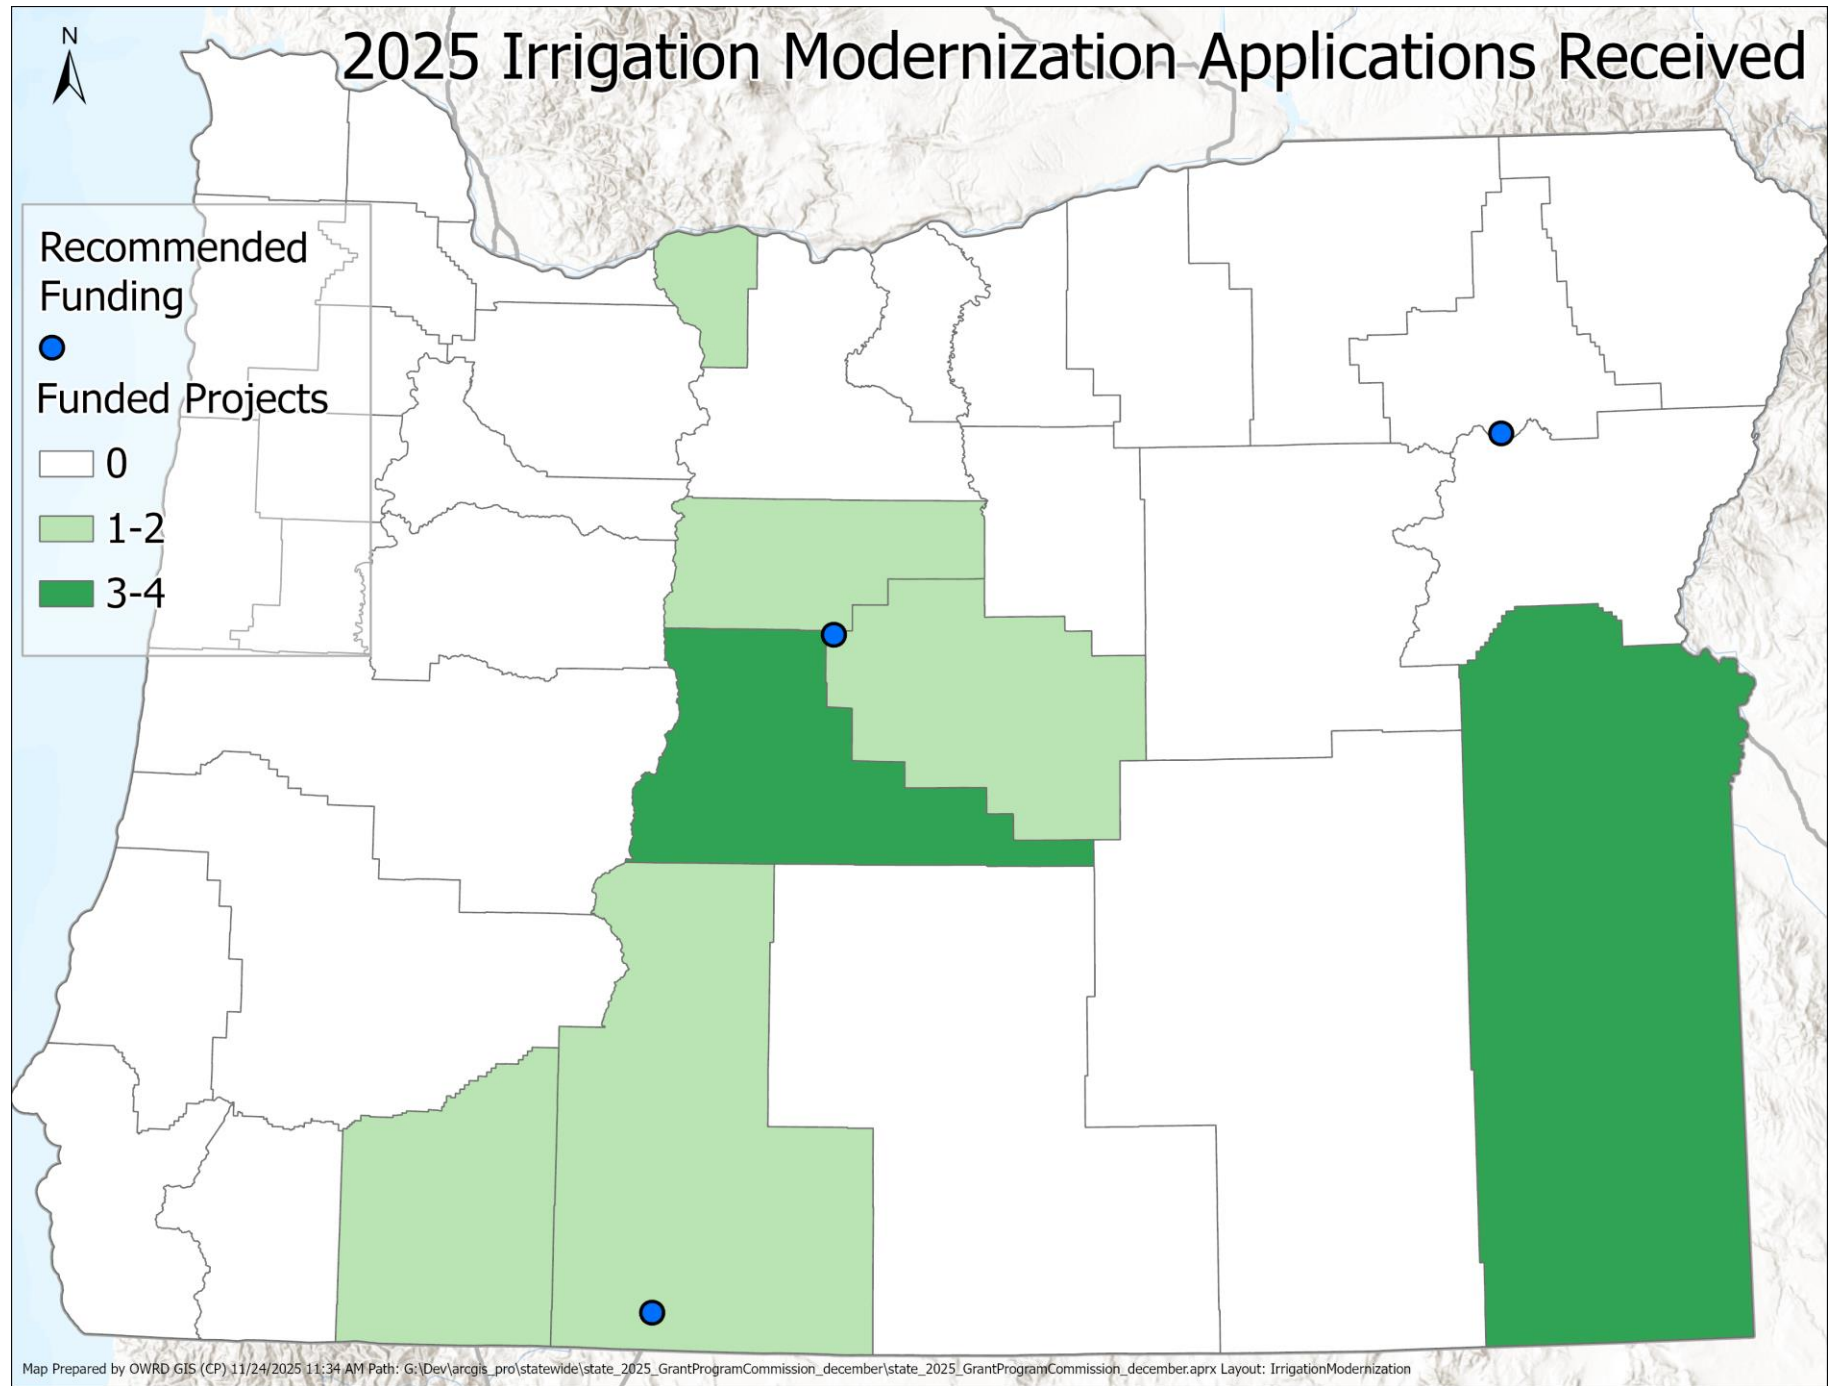 2025 Irrigation Modernization Applications Received
N
Recommended
Funding
Funded Projects
0
1-2
3-4
Map Prepared by OWRD GIS (CP) 11/24/2025 11:34 AM Path: G:\Dev\arcgis_pro\statewide\state_2025_GrantProgramCommission_december\state_2025_GrantProgramCommission_december.aprx Layout: IrrigationModernization